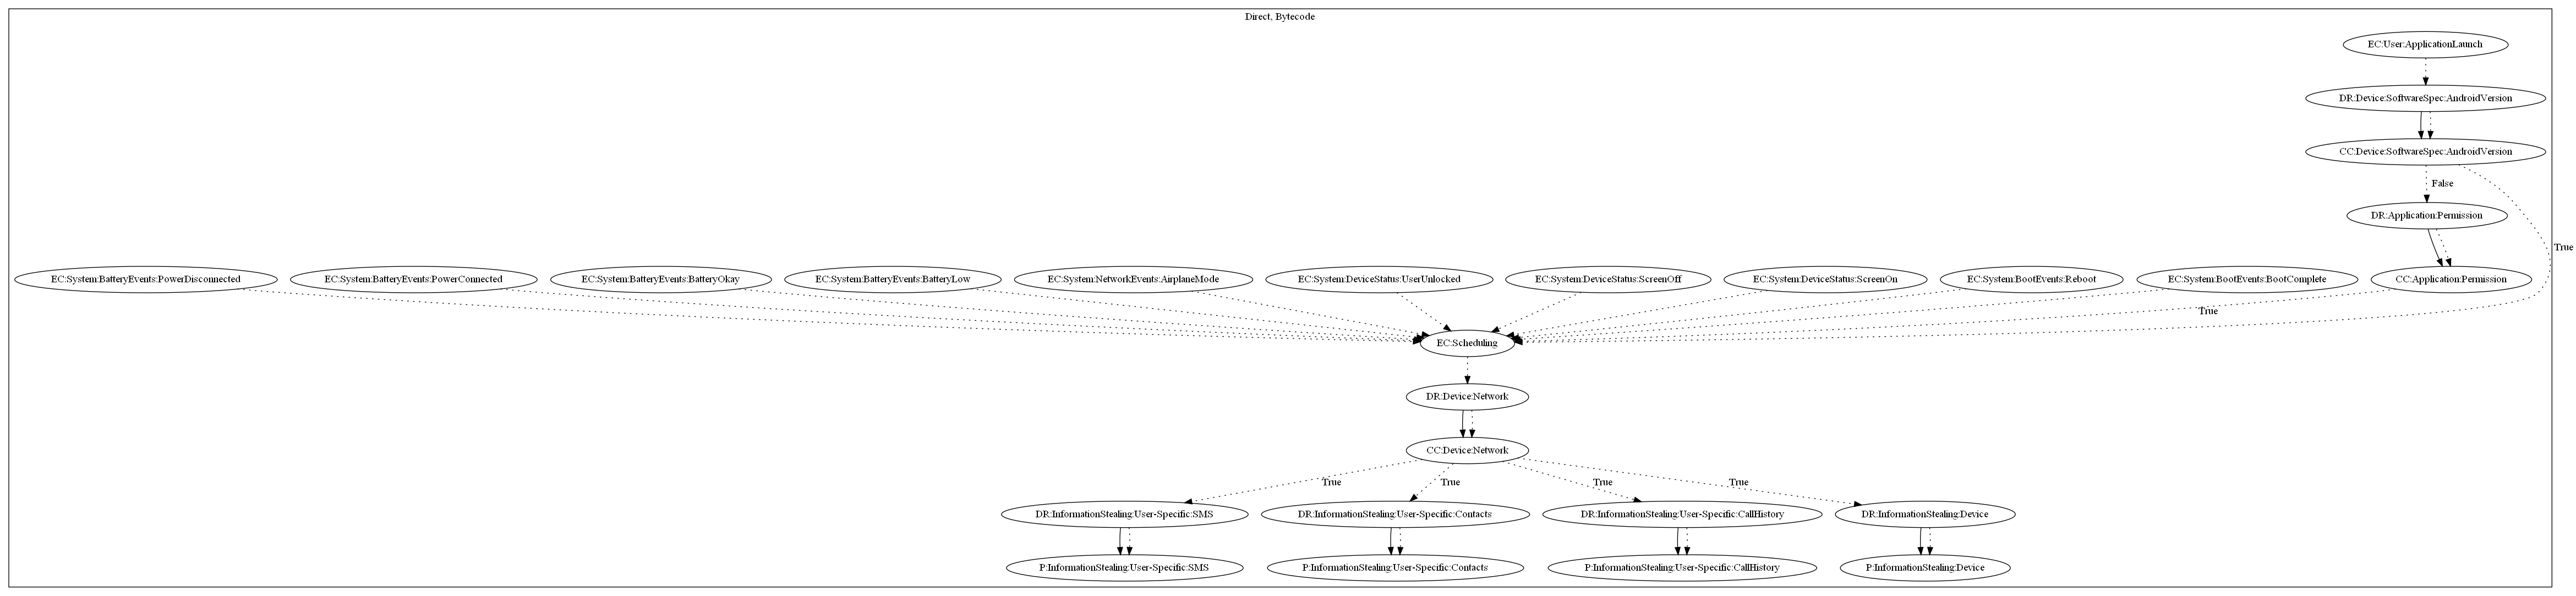 Direct, Bytecode
EC:User:ApplicationLaunch
DR:Device:SoftwareSpec:AndroidVersion
CC:Device:SoftwareSpec:AndroidVersion
False
DR:Application:Permission
True
EC:System:BatteryEvents:PowerDisconnected
EC:System:BatteryEvents:PowerConnected
EC:System:BatteryEvents:BatteryOkay
EC:System:BatteryEvents:BatteryLow
EC:System:NetworkEvents:AirplaneMode
EC:System:DeviceStatus:UserUnlocked
EC:System:DeviceStatus:ScreenOff
EC:System:DeviceStatus:ScreenOn
EC:System:BootEvents:Reboot
EC:System:BootEvents:BootComplete
CC:Application:Permission
True
EC:Scheduling
DR:Device:Network
CC:Device:Network
True
True
True
True
DR:InformationStealing:User-Specific:SMS
DR:InformationStealing:User-Specific:Contacts
DR:InformationStealing:User-Specific:CallHistory
DR:InformationStealing:Device
P:InformationStealing:User-Specific:SMS
P:InformationStealing:User-Specific:Contacts
P:InformationStealing:User-Specific:CallHistory
P:InformationStealing:Device